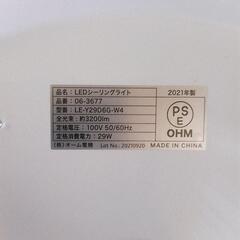 品名：LEDシーリングライト
品番：06-3677
型番：LE-Y29D6G-W4
全光束：約3200lm
定格電圧：100V 50/60Hz
定格消費電力：29W
(株)オーム電機 Lot No:20210920
2021年製
PS
E
OHM
MADE IN CHINA